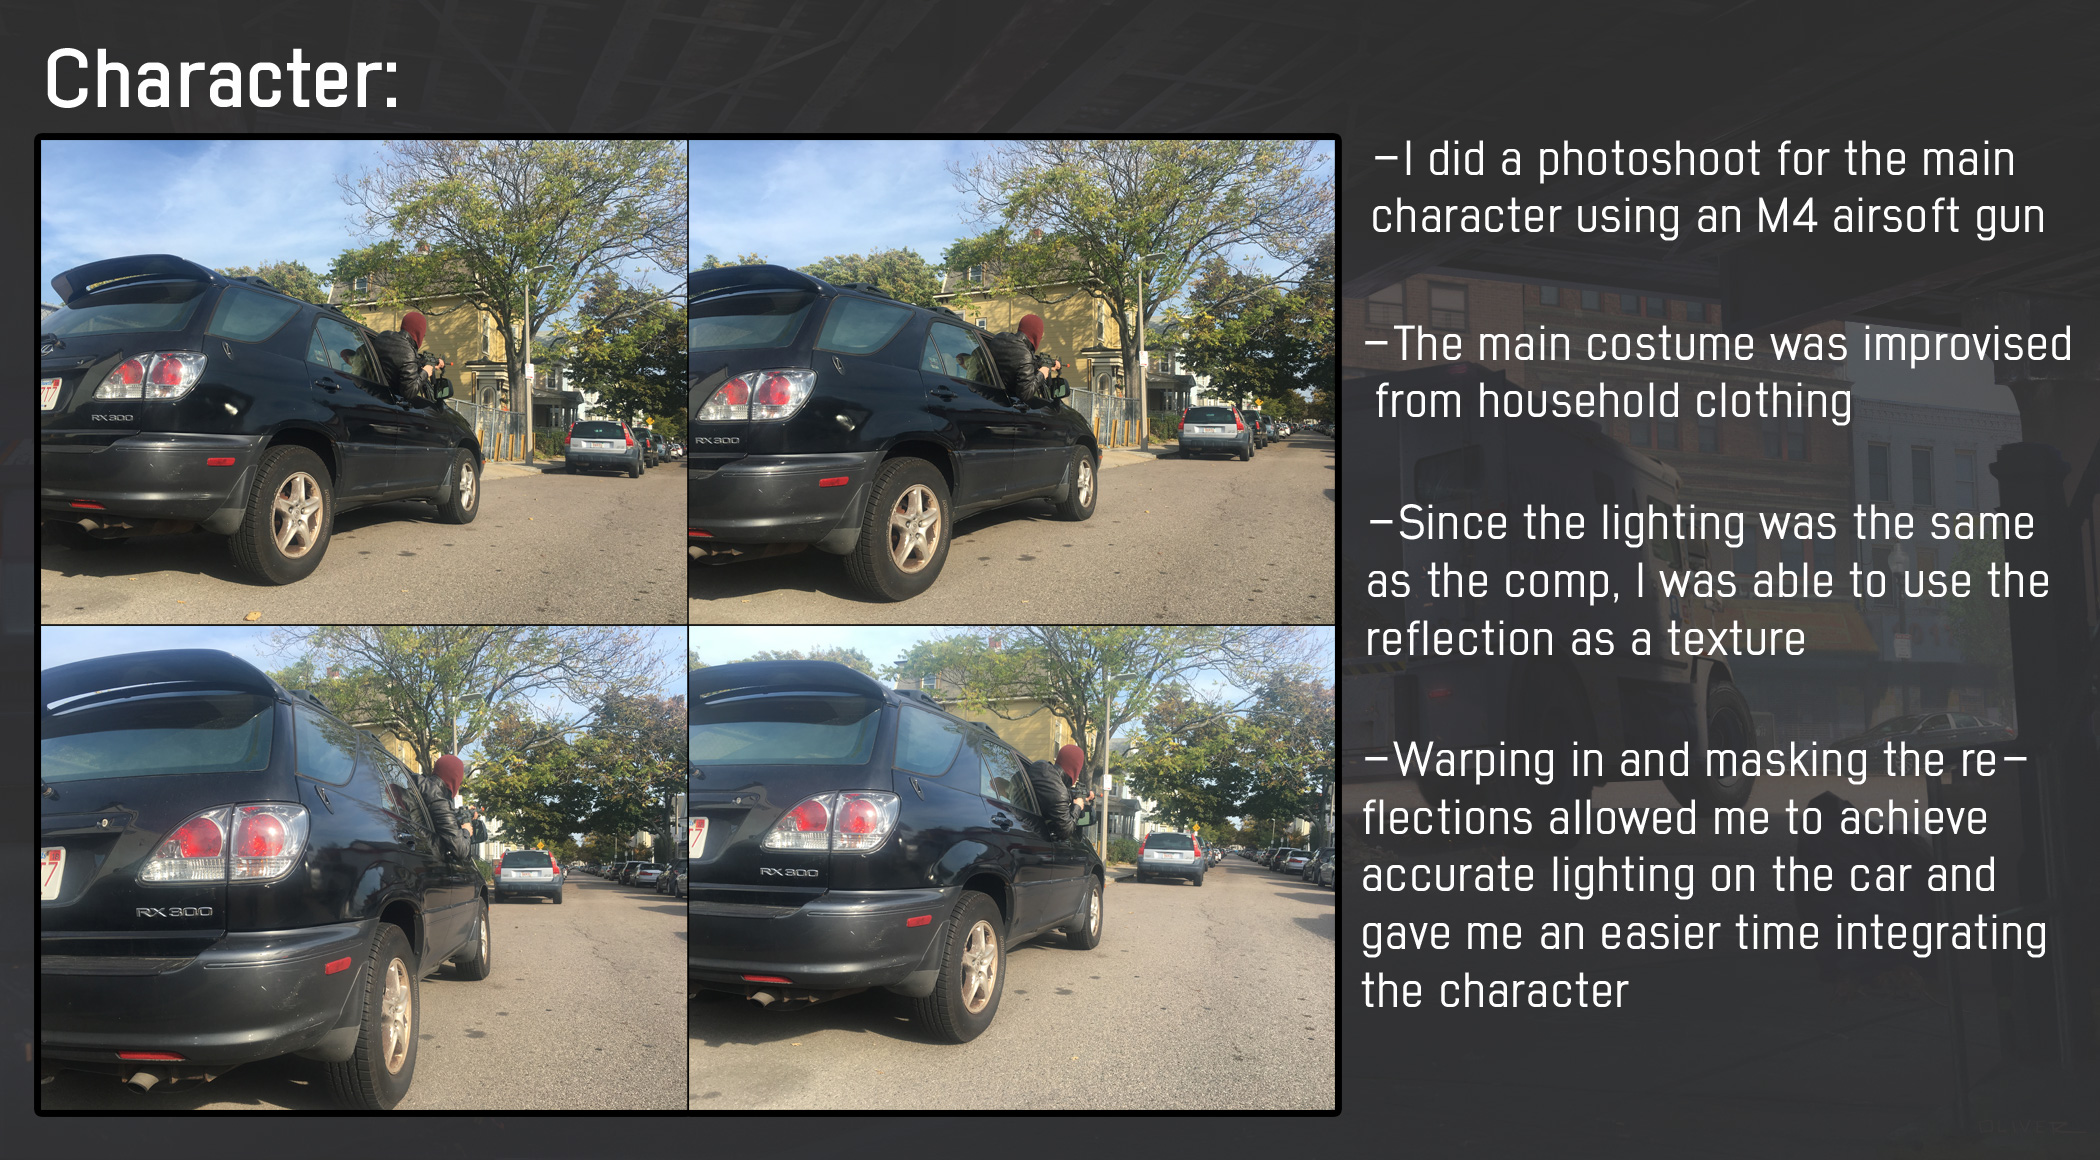 Character:
-I did a photoshoot for the main
character using an M4 airsoft gun
-The main costume was improvised
from household clothing
-Since the lighting was the same
as the comp, I was able to use the
reflection as a texture
-Warping in and masking the re-
flections allowed me to achieve
accurate lighting on the car and
gave me an easier time integrating
the character
RX300
RX300
RX300
RX300